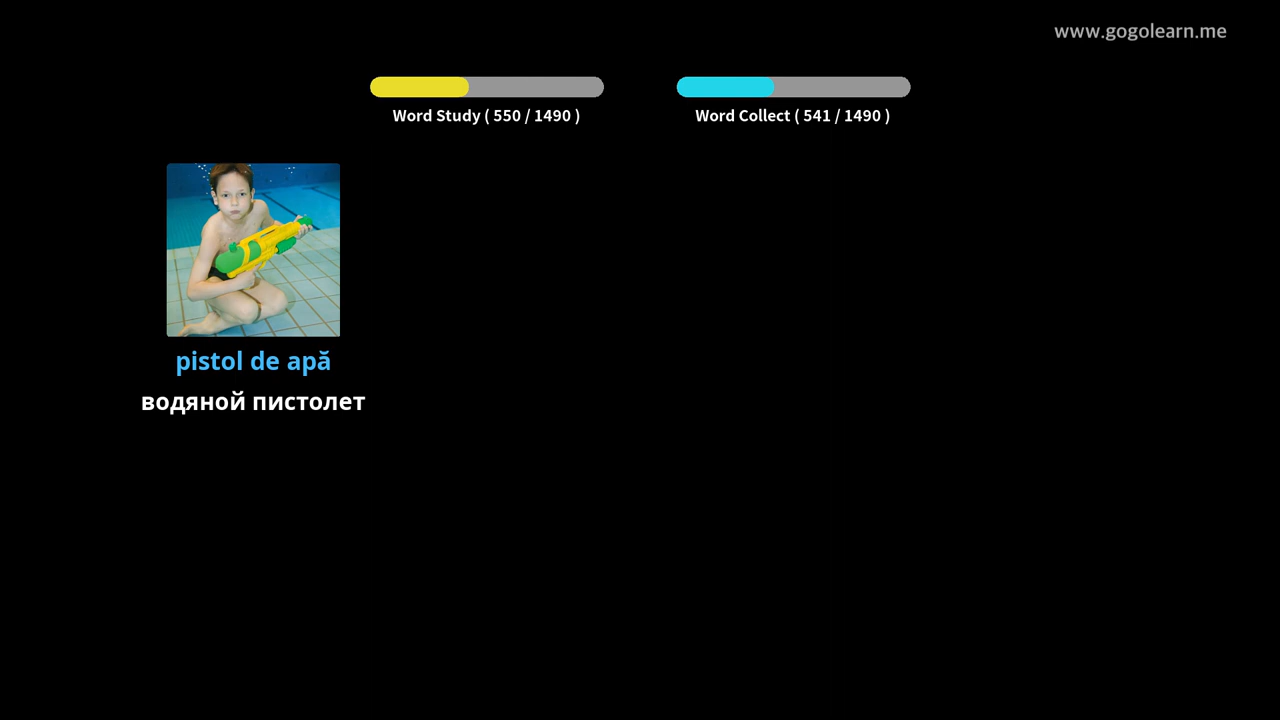 www.gogolearn.me
Word Study ( 550 / 1490 )
Word Collect ( 541 / 1490 )
pistol de apă
водяной пистолет